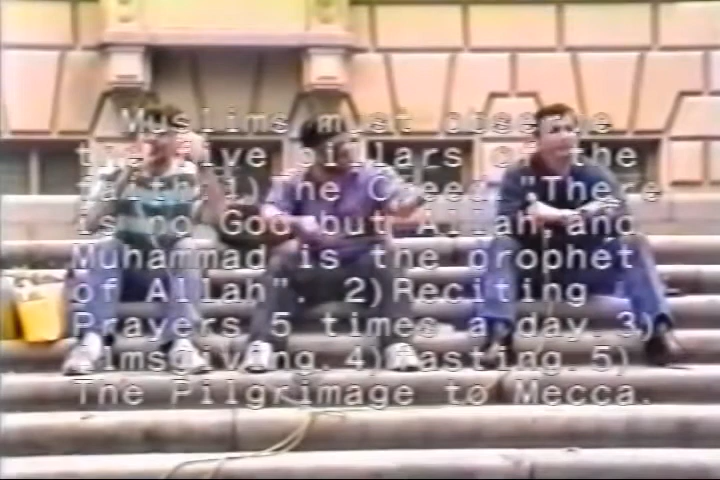 Muslims must observe
the five pillars of the
faith:1)The Creed "There
is no God but Allah,and
Muhammad is the prophet
of Allah". 2)Reciting
Prayers 5 times a day.3)
Almsgiving.4)Fasting.5)
The Pilgrimage to Mecca.